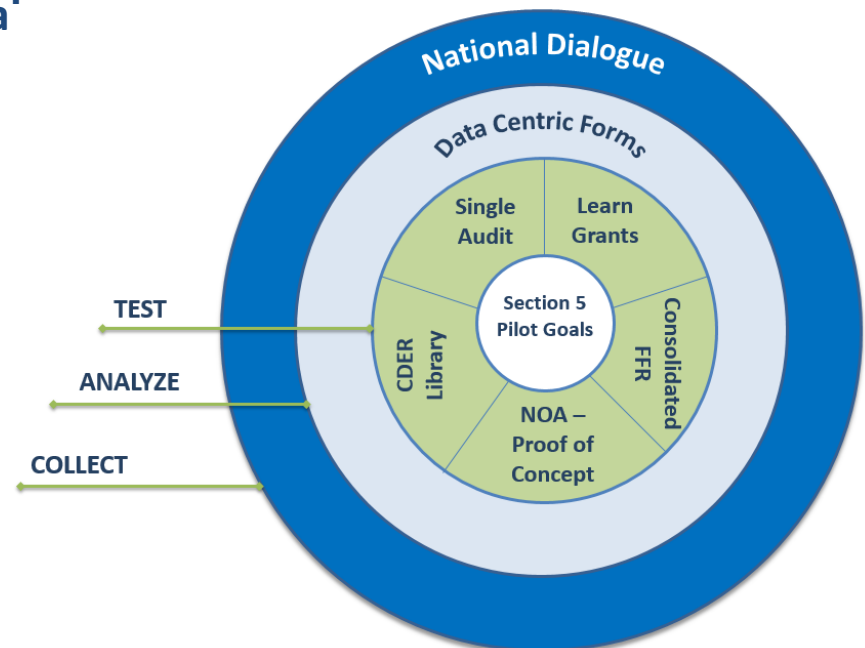 National Dialogue
Data Centric Forms
Single
Audit
Learn
Grants
Section 5
Pilot Goals
TEST
CDER
Library
Consolidated
FFR
ANALYZE
NOA –
Proof of
Concept
COLLECT